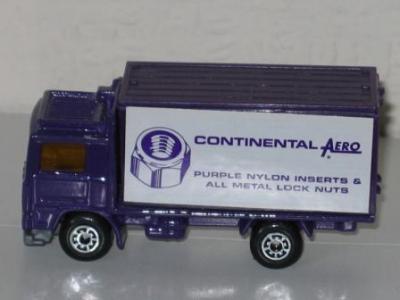 CONTINENTAL AERO
PURPLE NYLON INSERTS &
ALL METAL LOCK NUTS